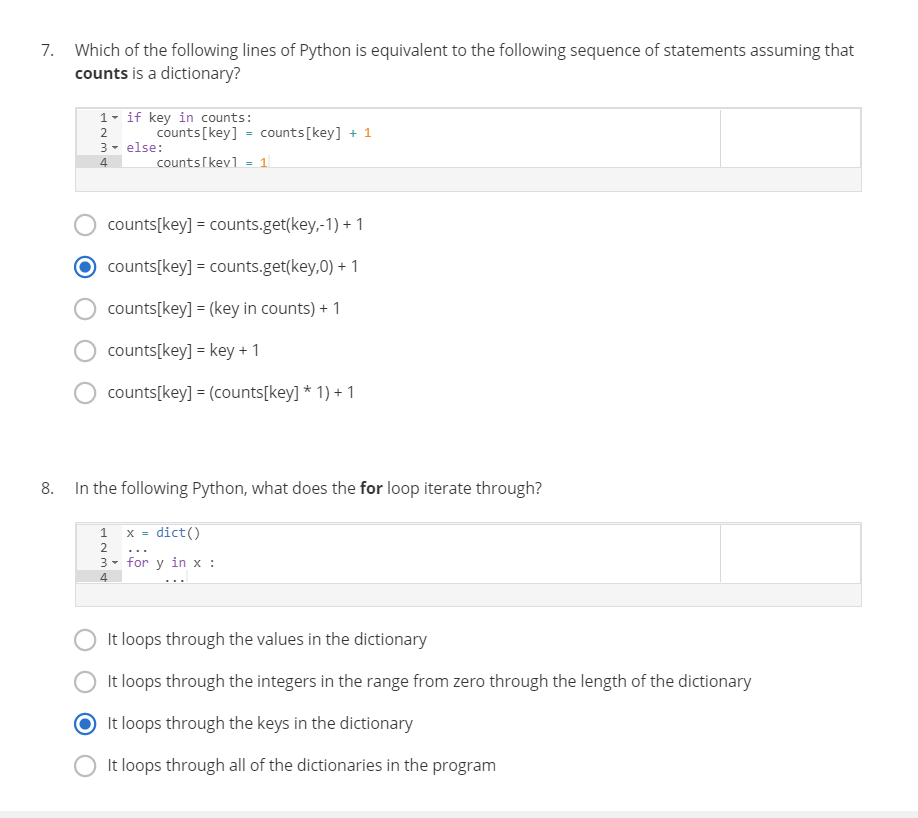 7. Which of the following lines of Python is equivalent to the following sequence of statements assuming that
counts is a dictionary?
1 if key in counts:
2 counts[key] = counts[key] + 1
3 else:
4 counts[key] = 1
counts[key] = counts.get(key,-1) + 1
counts[key] = counts.get(key,0) + 1
counts[key] = (key in counts) + 1
counts[key] = key + 1
counts[key] = (counts[key] * 1) + 1
8. In the following Python, what does the for loop iterate through?
1 x = dict()
2 ...
3 for y in x :
4 ...
It loops through the values in the dictionary
It loops through the integers in the range from zero through the length of the dictionary
It loops through the keys in the dictionary
It loops through all of the dictionaries in the program